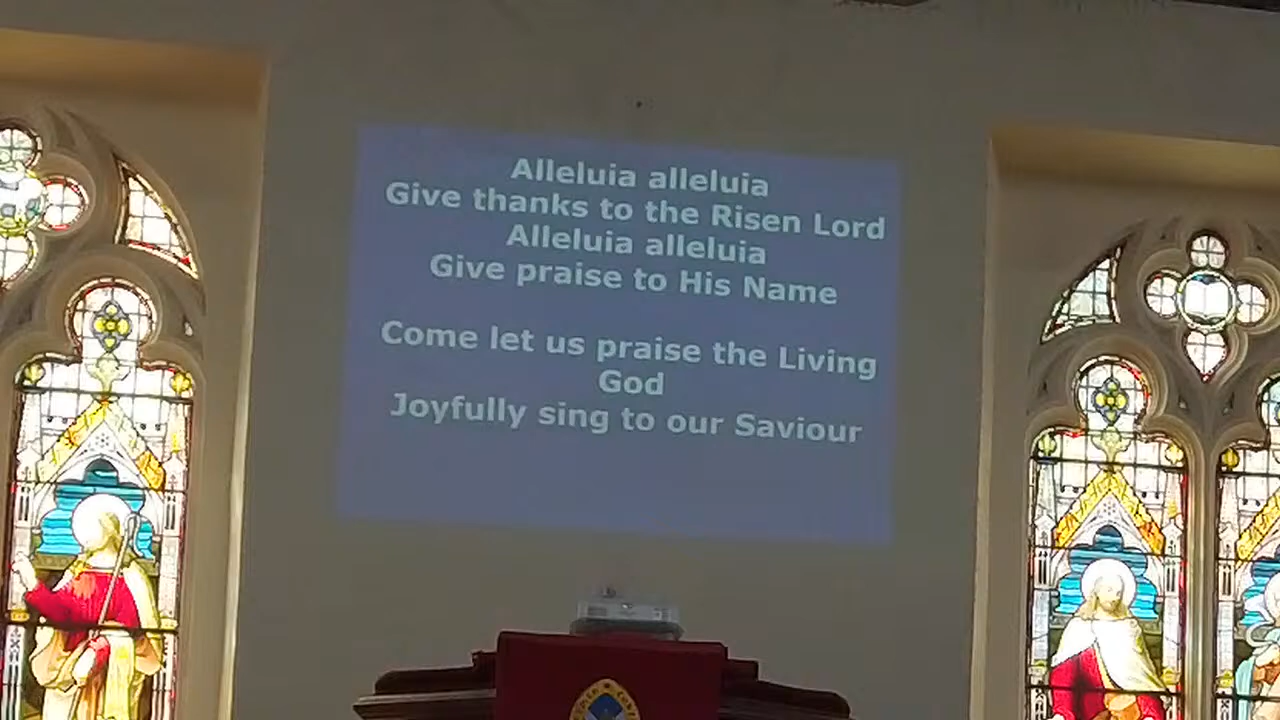 Alleluia alleluia
Give thanks to the Risen Lord
Alleluia alleluia
Give praise to His Name
Come let us praise the Living
God
Joyfully sing to our Saviour